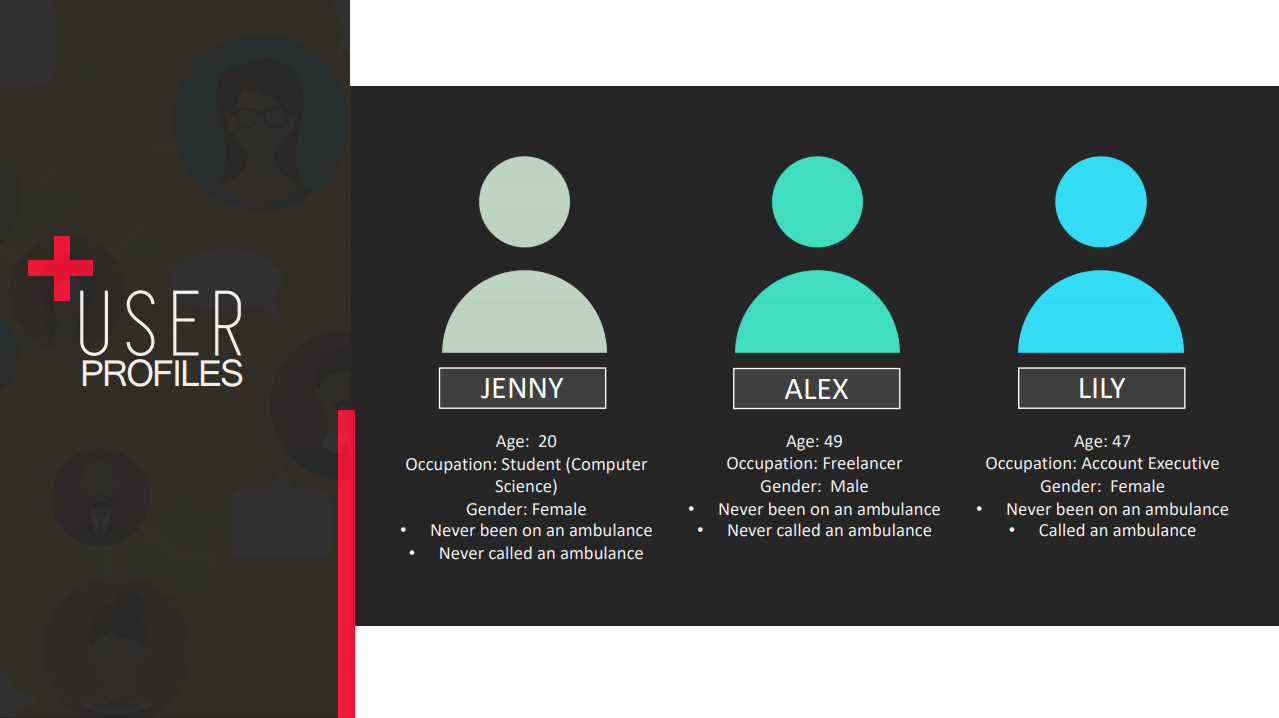 USER
PROFILES
JENNY
Age: 20
Occupation: Student (Computer
Science)
Gender: Female
• Never been on an ambulance
• Never called an ambulance
ALEX
Age: 49
Occupation: Freelancer
Gender: Male
• Never been on an ambulance
• Never called an ambulance
LILY
Age: 47
Occupation: Account Executive
Gender: Female
• Never been on an ambulance
• Called an ambulance